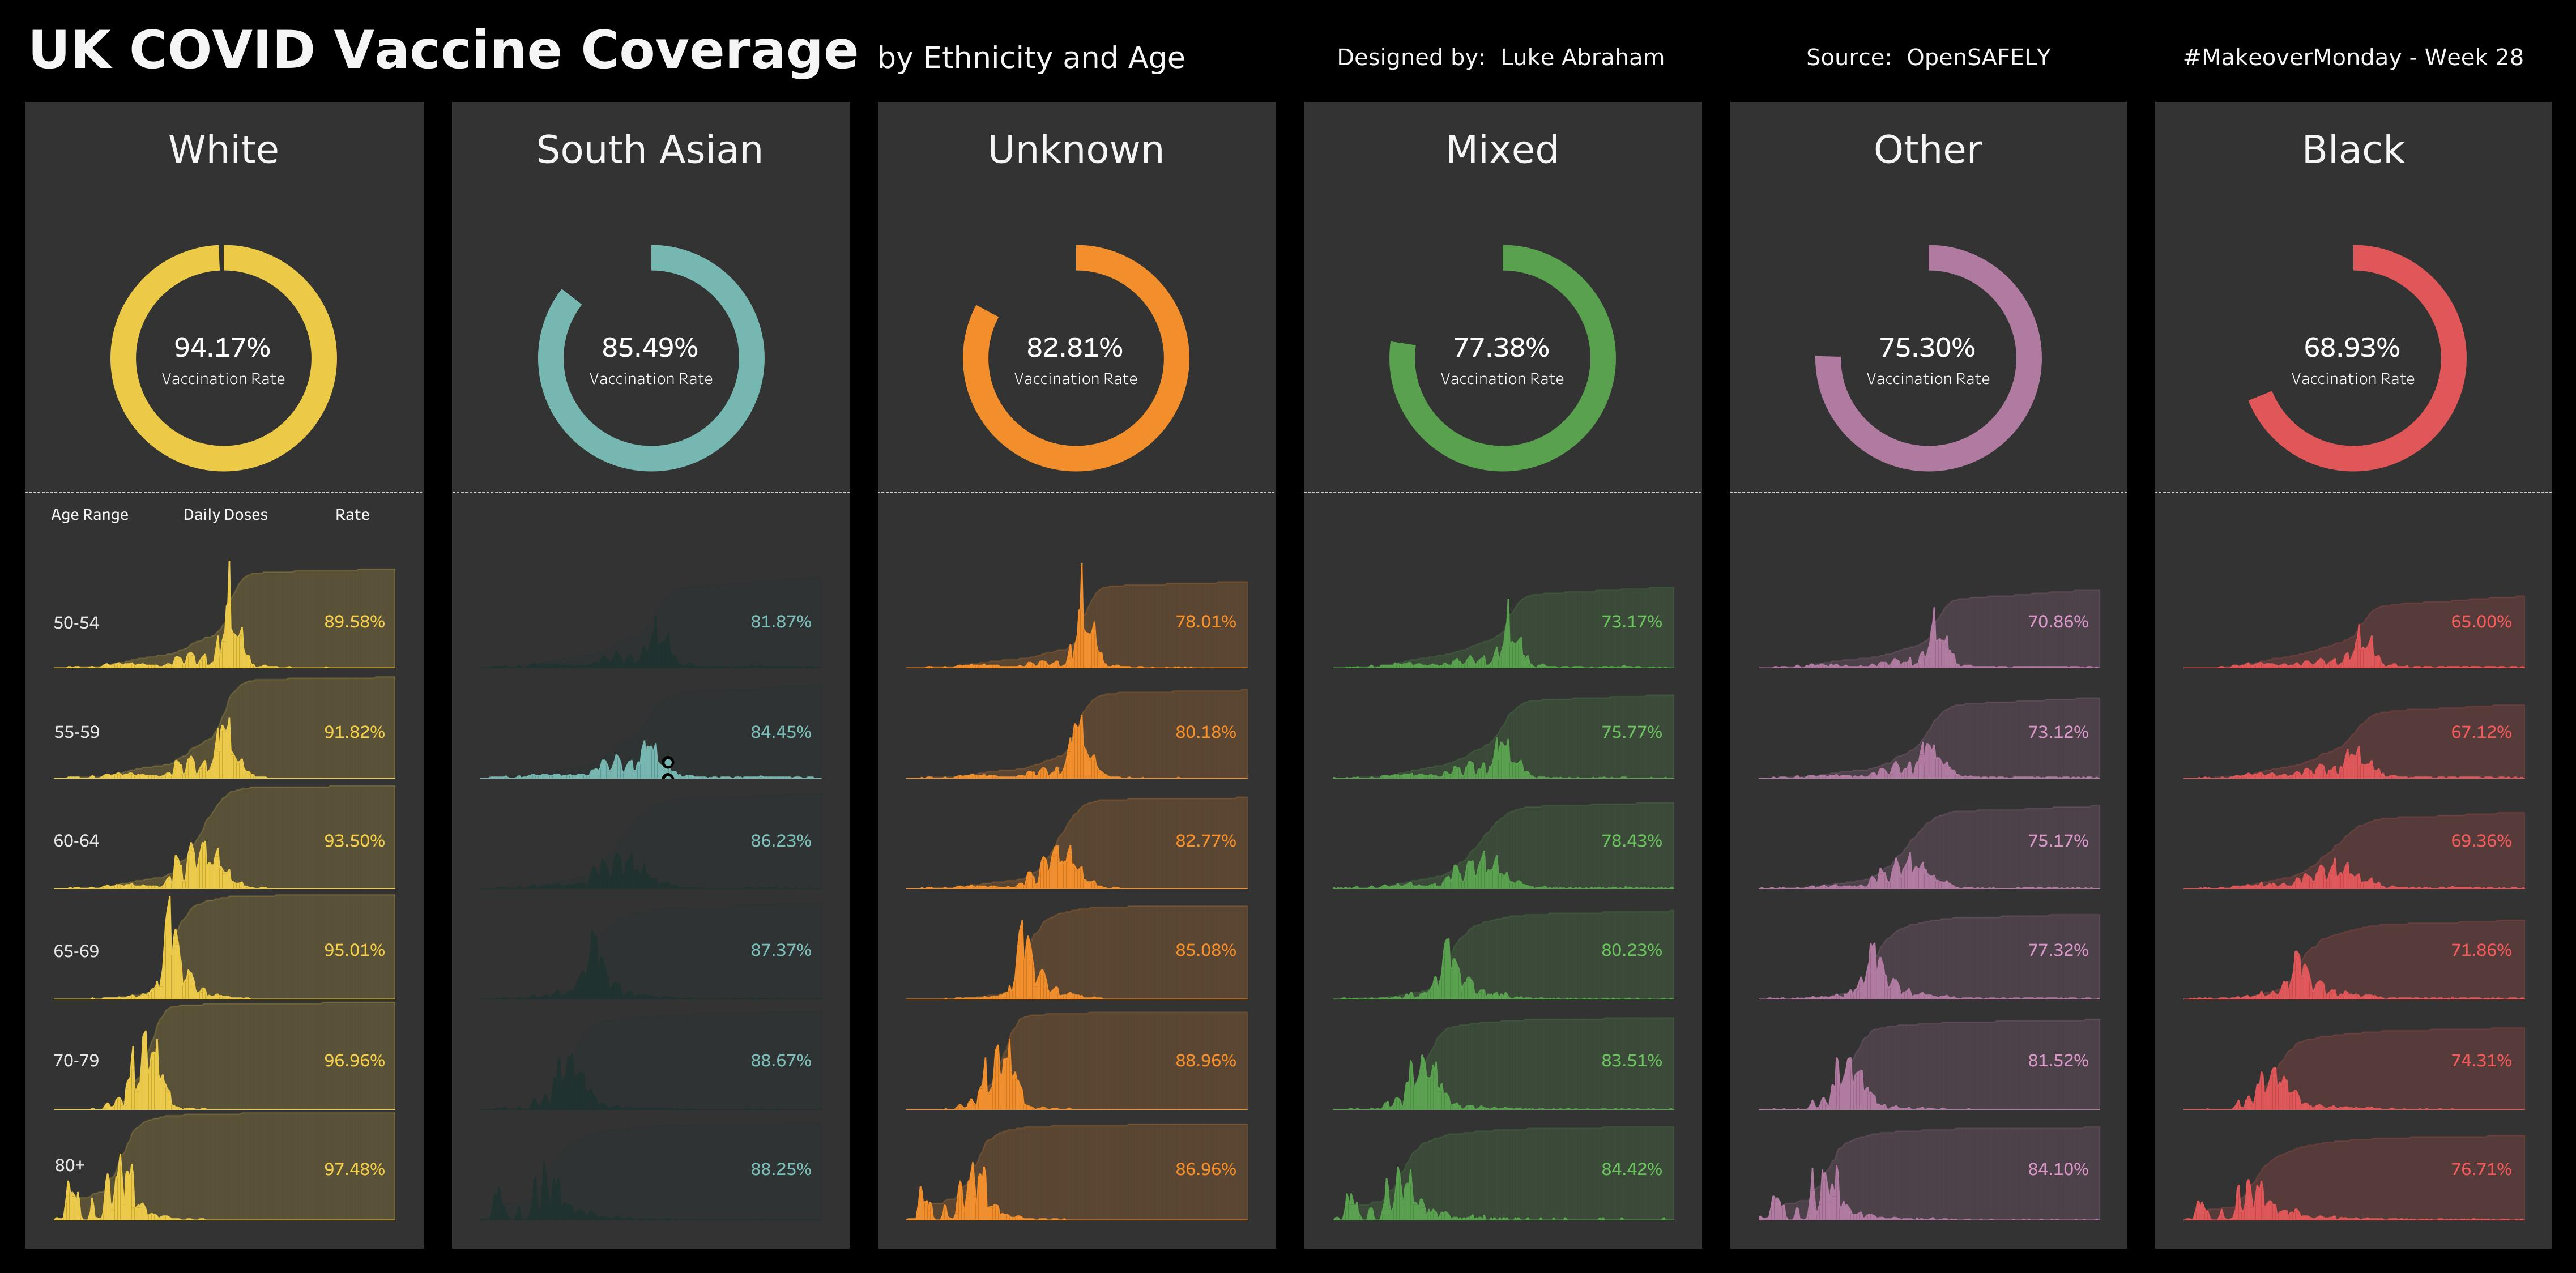 UK COVID Vaccine Coverage by Ethnicity and Age
Designed by: Luke Abraham
Source: OpenSAFELY
#MakeoverMonday - Week 28
White
94.17%
Vaccination Rate
Age Range Daily Doses Rate
50-54 89.58%
55-59 91.82%
60-64 93.50%
65-69 95.01%
70-79 96.96%
80+ 97.48%
South Asian
85.49%
Vaccination Rate
81.87%
84.45%
86.23%
87.37%
88.67%
88.25%
Unknown
82.81%
Vaccination Rate
78.01%
80.18%
82.77%
85.08%
88.96%
86.96%
Mixed
77.38%
Vaccination Rate
73.17%
75.77%
78.43%
80.23%
83.51%
84.42%
Other
75.30%
Vaccination Rate
70.86%
73.12%
75.17%
77.32%
81.52%
84.10%
Black
68.93%
Vaccination Rate
65.00%
67.12%
69.36%
71.86%
74.31%
76.71%